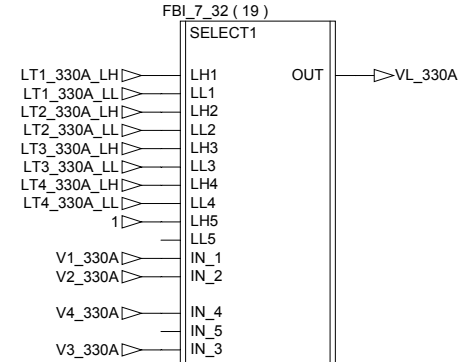 FBI_7_32 ( 19 )
SELECT1
LT1_330A_LH LH1 OUT VL_330A
LT1_330A_LL LL1
LT2_330A_LH LH2
LT2_330A_LL LL2
LT3_330A_LH LH3
LT3_330A_LL LL3
LT4_330A_LH LH4
LT4_330A_LL LL4
1 LH5
LL5
V1_330A IN_1
V2_330A IN_2
V4_330A IN_4
IN_5
V3_330A IN_3